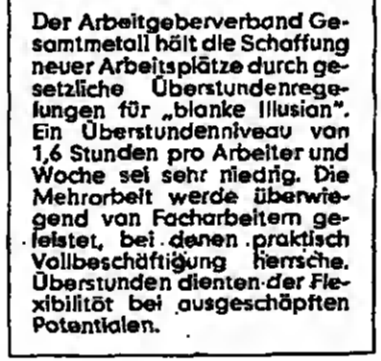 Der Arbeitgeberverband Ge-
samtmetall hält die Schaffung
neuer Arbeitsplätze durch ge-
setzliche Überstundenrege-
lungen für „blanke Illusion“.
Ein Überstundenniveau von
1,6 Stunden pro Arbeiter und
Woche sei sehr niedrig. Die
Mehrarbeit werde überwie-
gend von Facharbeitern ge-
leistet, bei denen praktisch
Vollbeschäftigung herrsche.
Überstunden dienten der Fle-
xibilität bei ausgeschöpften
Potentialen.